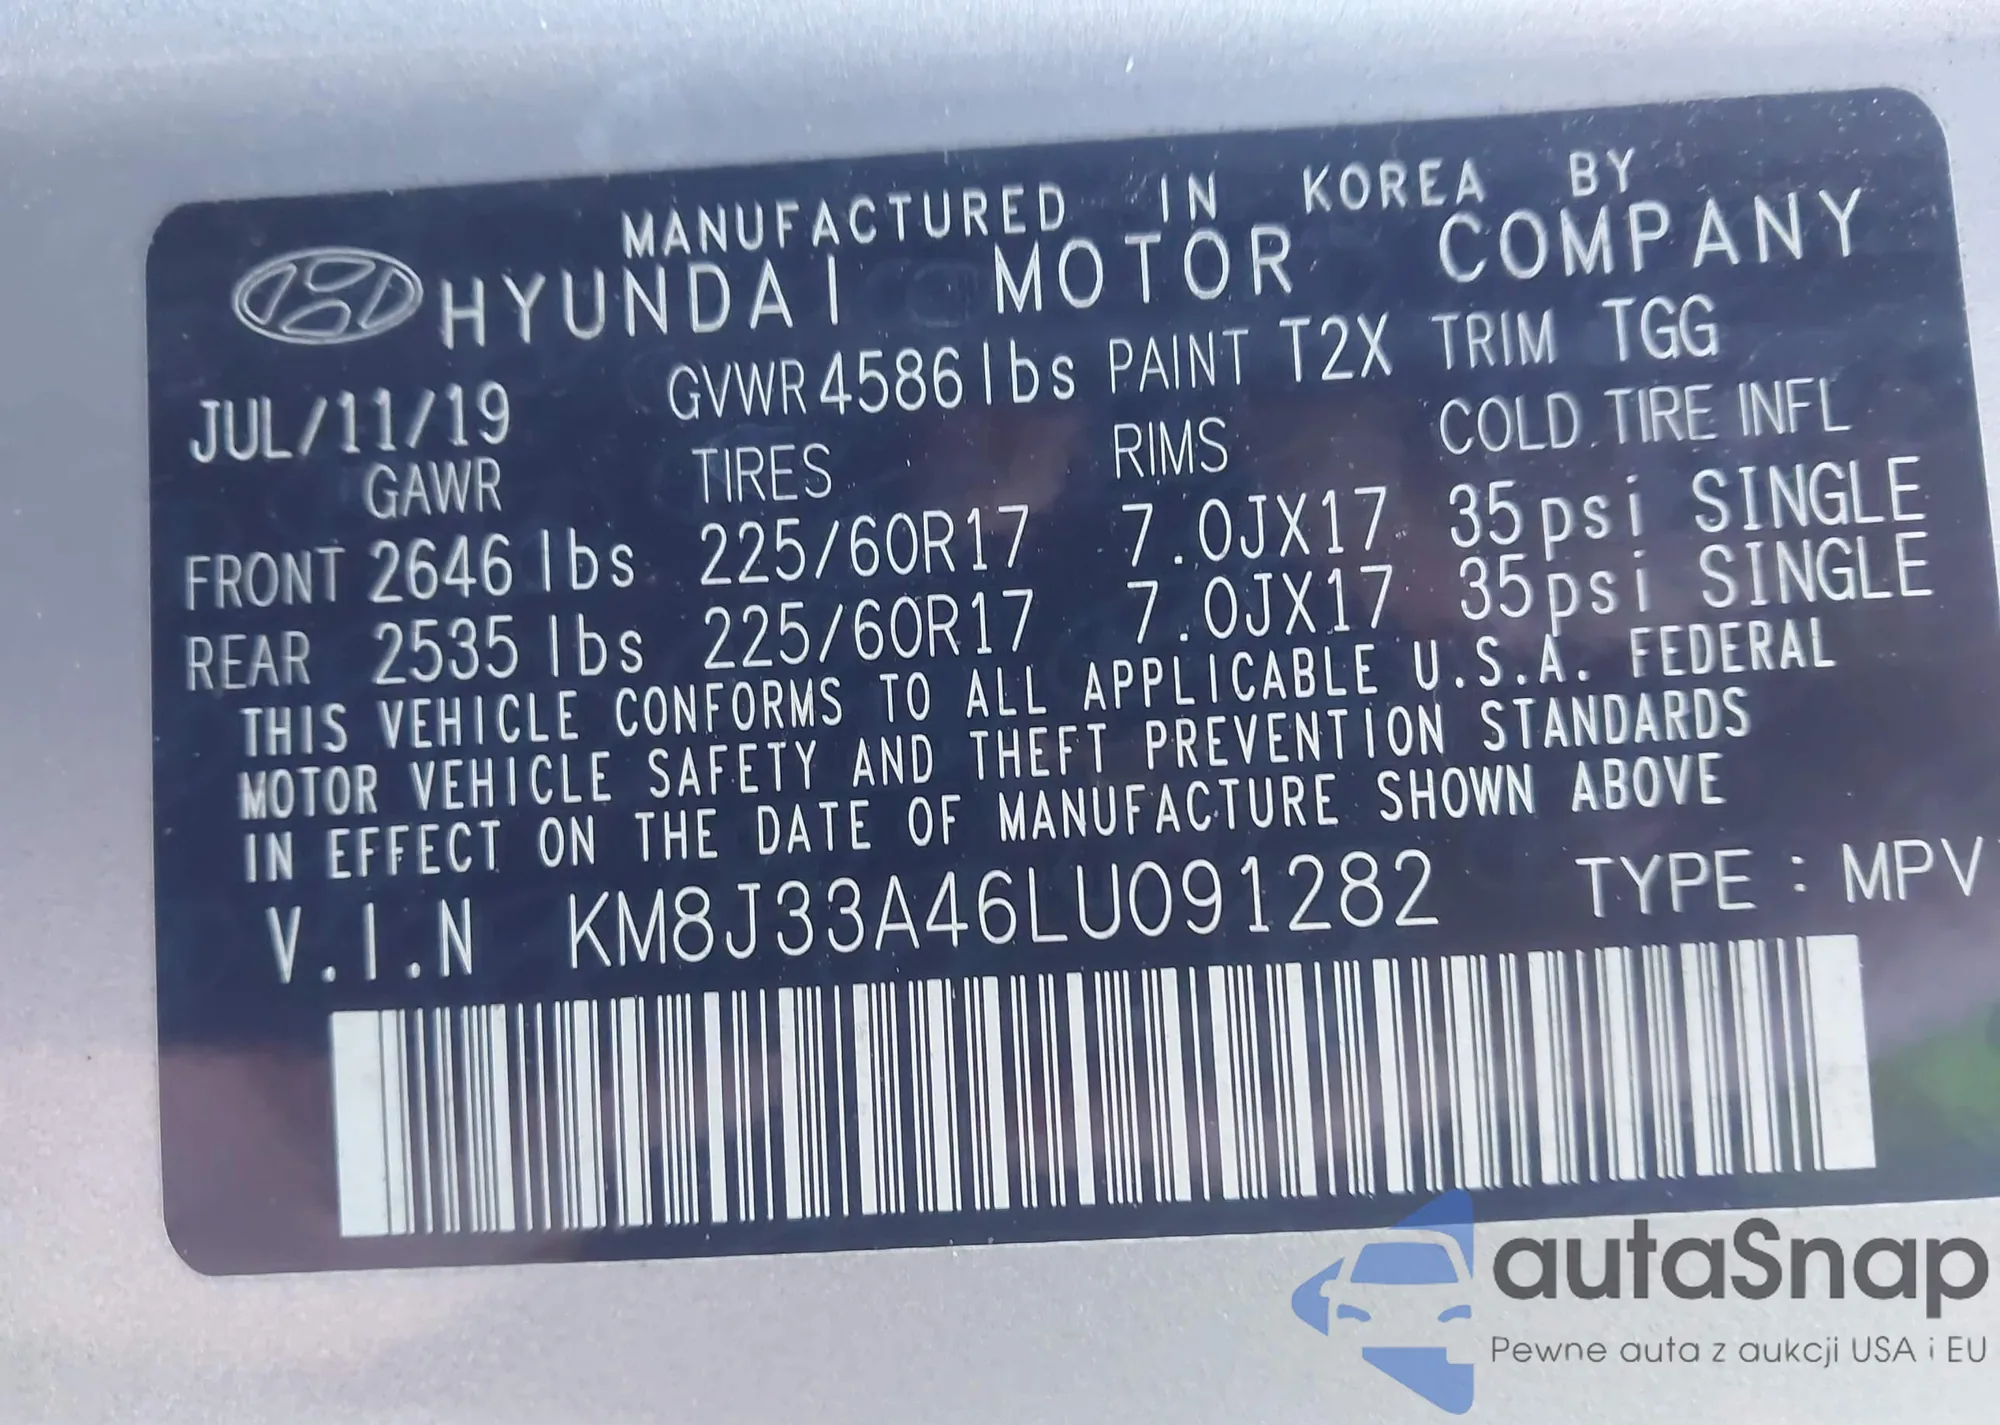 MANUFACTURED IN KOREA BY
HYUNDAI MOTOR COMPANY
JUL/11/19 GVWR 4586 lbs PAINT T2X TRIM TGG
GAWR TIRES RIMS COLD TIRE INFL
FRONT 2646 lbs 225/60R17 7.0JX17 35psi SINGLE
REAR 2535 lbs 225/60R17 7.0JX17 35psi SINGLE
THIS VEHICLE CONFORMS TO ALL APPLICABLE U.S.A. FEDERAL
MOTOR VEHICLE SAFETY AND THEFT PREVENTION STANDARDS
IN EFFECT ON THE DATE OF MANUFACTURE SHOWN ABOVE
V.I.N KM8J33A46LU091282 TYPE : MPV
autaSnap
Pewne auta z aukcji USA i EU